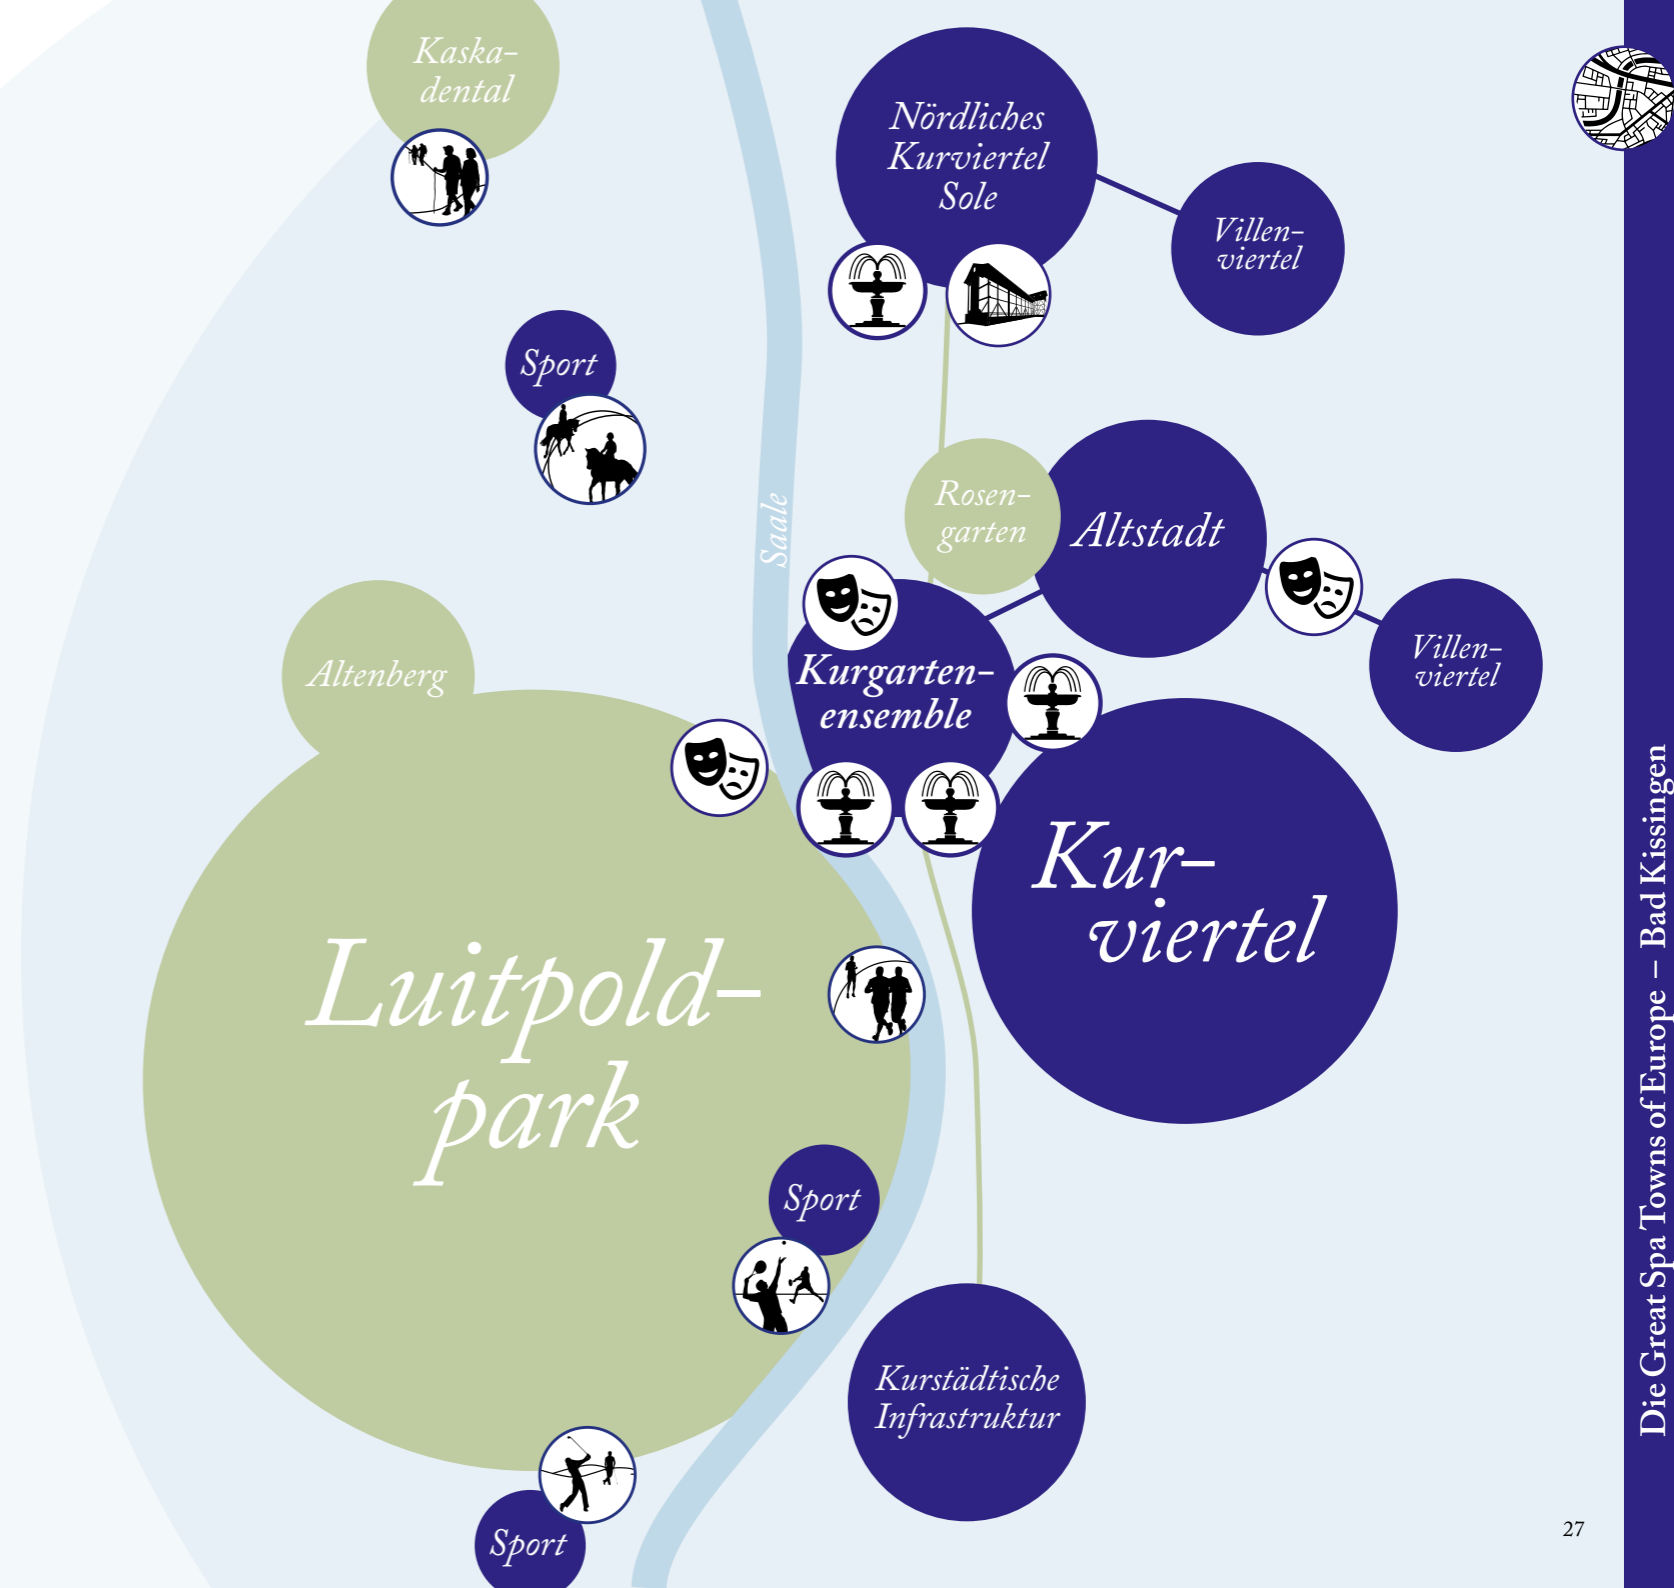 Kaska-
dental
Nördliches
Kurviertel
Sole
Villen-
viertel
Sport
Saale
Rosen-
garten
Altstadt
Altenberg
Kurgarten-
ensemble
Villen-
viertel
Kur-
viertel
Luitpold-
park
Sport
Kurstädtische
Infrastruktur
Sport
Die Great Spa Towns of Europe – Bad Kissingen
27